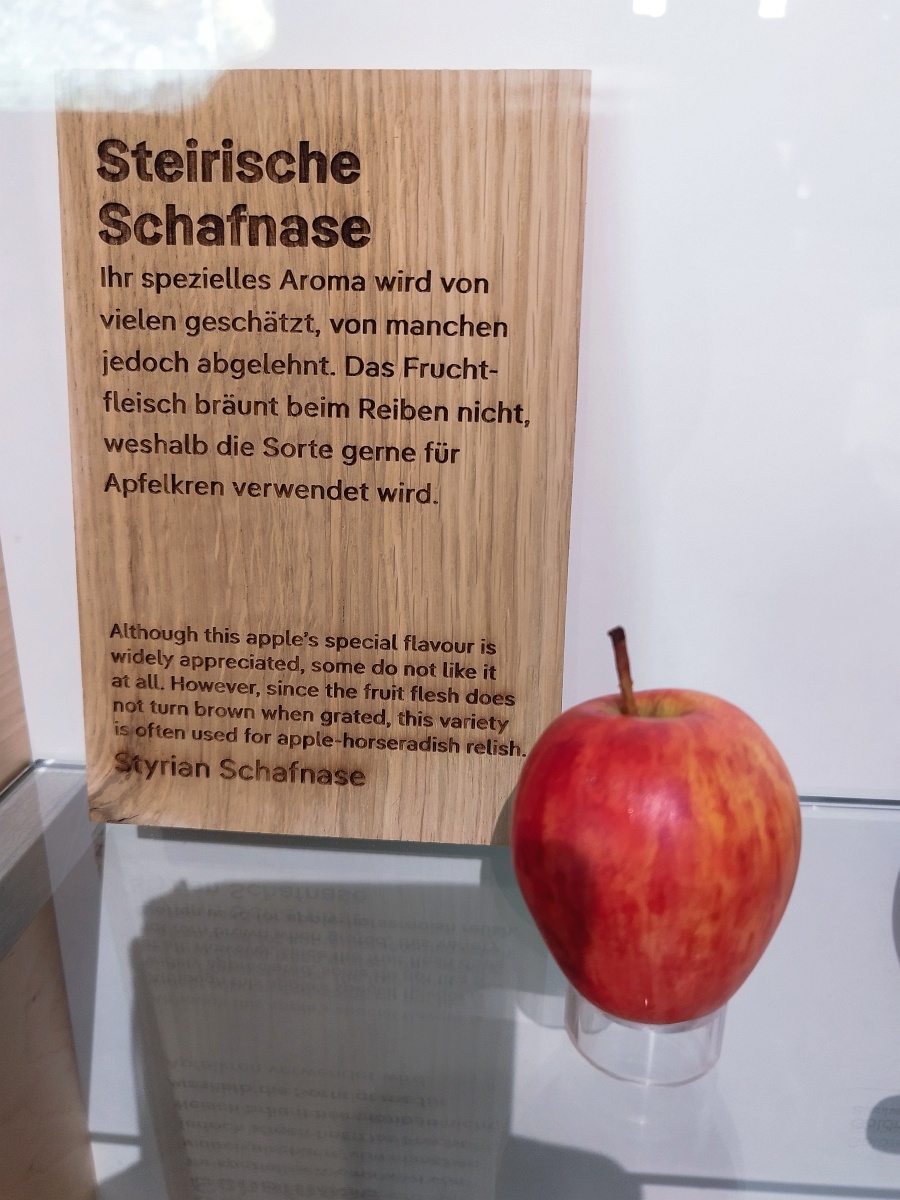 Steirische
Schafnase
Ihr spezielles Aroma wird von
vielen geschätzt, von manchen
jedoch abgelehnt. Das Frucht-
fleisch bräunt beim Reiben nicht,
weshalb die Sorte gerne für
Apfelkren verwendet wird.
Although this apple's special flavour is
widely appreciated, some do not like it
at all. However, since the fruit flesh does
not turn brown when grated, this variety
is often used for apple-horseradish relish.
Styrian Schafnase